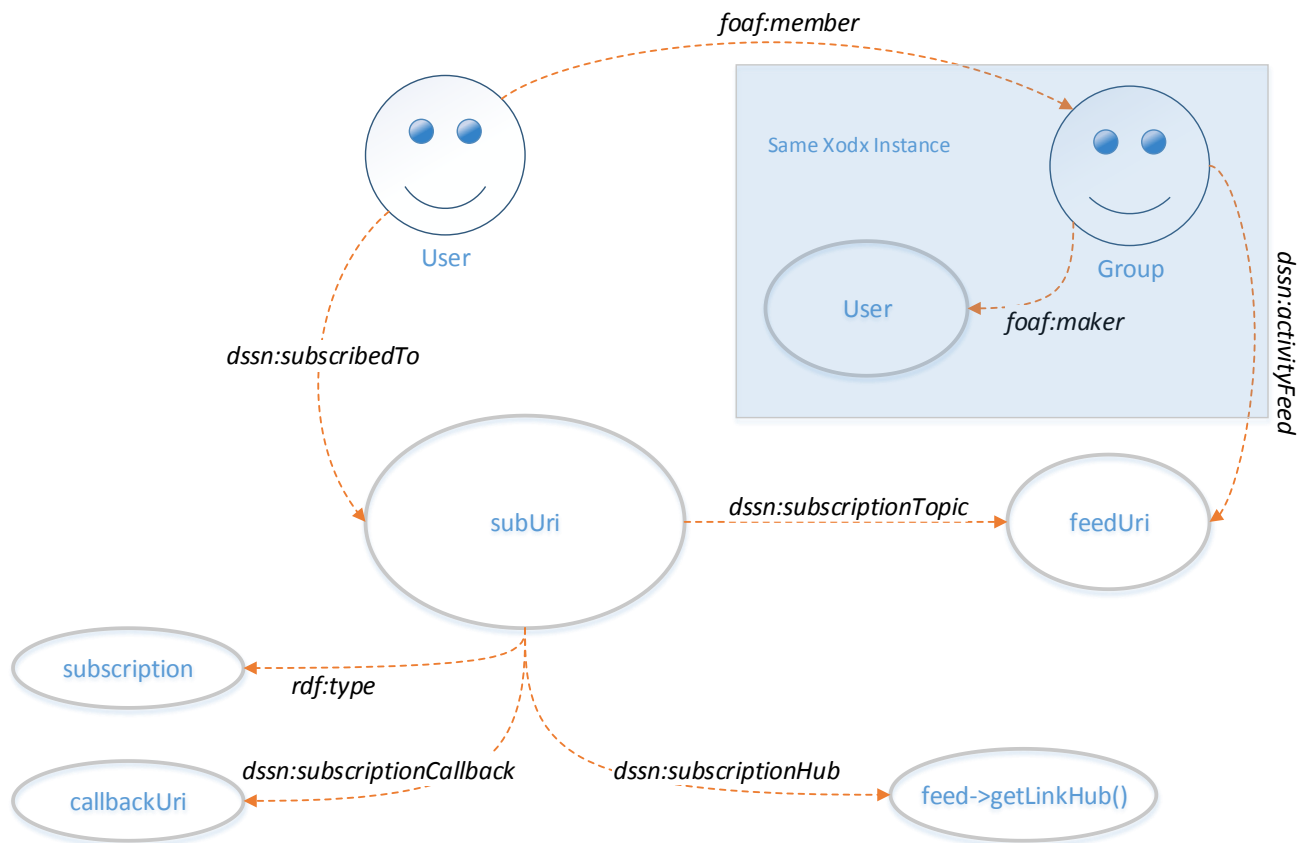 foaf:member
Same Xodx Instance
User
Group
User
foaf:maker
dssn:activityFeed
dssn:subscribedTo
subUri
dssn:subscriptionTopic
feedUri
subscription
rdf:type
dssn:subscriptionCallback
dssn:subscriptionHub
callbackUri
feed->getLinkHub()